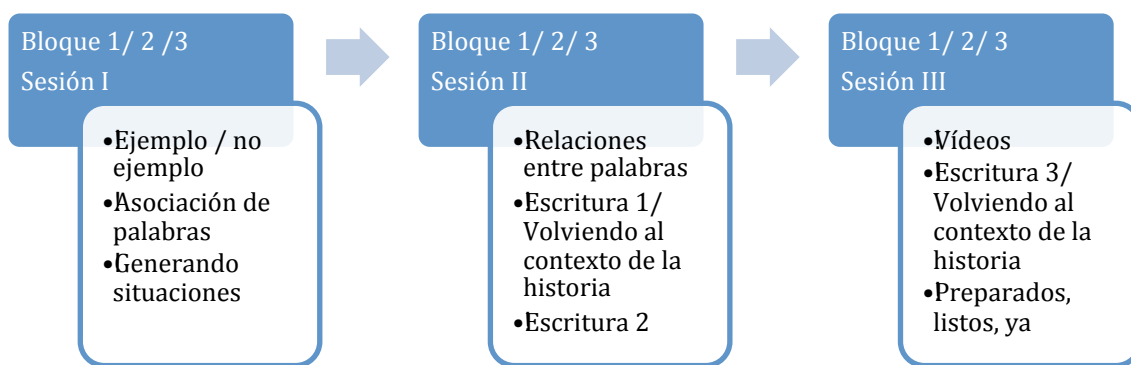 Bloque 1/ 2 /3
Sesión I
•Ejemplo / no
ejemplo
•Asociación de
palabras
•Generando
situaciones
Bloque 1/ 2/ 3
Sesión II
•Relaciones
entre palabras
•Escritura 1/
Volviendo al
contexto de la
historia
•Escritura 2
Bloque 1/ 2/ 3
Sesión III
•Vídeos
•Escritura 3/
Volviendo al
contexto de la
historia
•Preparados,
listos, ya